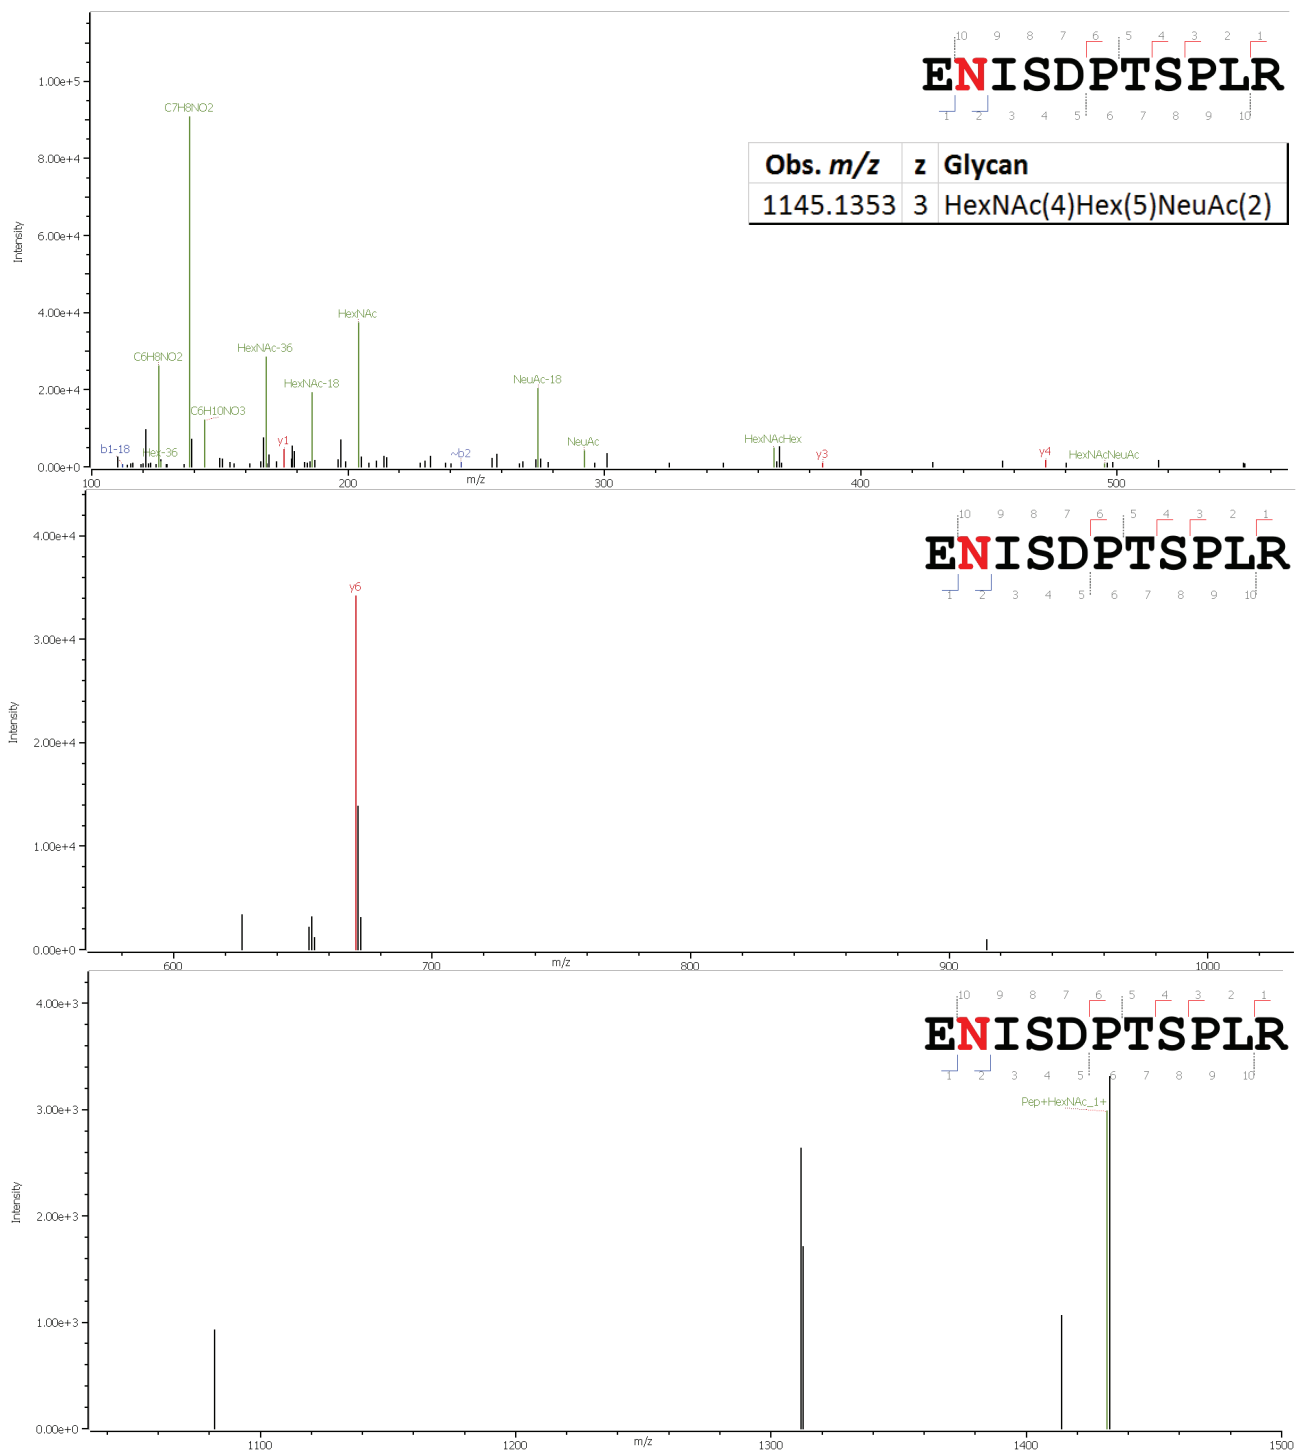 10 9 8 7 6 5 4 3 2 1
ENISDPTSPLR
1 2 3 4 5 6 7 8 9 10
Obs. m/z z Glycan
1145.1353 3 HexNAc(4)Hex(5)NeuAc(2)
Intensity
1.00e+5
8.00e+4
6.00e+4
4.00e+4
2.00e+4
0.00e+0
C7H8NO2
HexNAc
C6H8NO2
HexNAc-36
HexNAc-18
NeuAc-18
C6H10NO3
b1-18
Hex-36
y1
~b2
NeuAc
HexNAcHex
y3
y4
HexNAcNeuAc
100 200 300 400 500
m/z
10 9 8 7 6 5 4 3 2 1
ENISDPTSPLR
1 2 3 4 5 6 7 8 9 10
Intensity
4.00e+4
3.00e+4
2.00e+4
1.00e+4
0.00e+0
y6
600 700 800 900 1000
m/z
10 9 8 7 6 5 4 3 2 1
ENISDPTSPLR
1 2 3 4 5 6 7 8 9 10
Intensity
4.00e+3
3.00e+3
2.00e+3
1.00e+3
0.00e+0
Pep+HexNAc_1+
1100 1200 1300 1400 1500
m/z